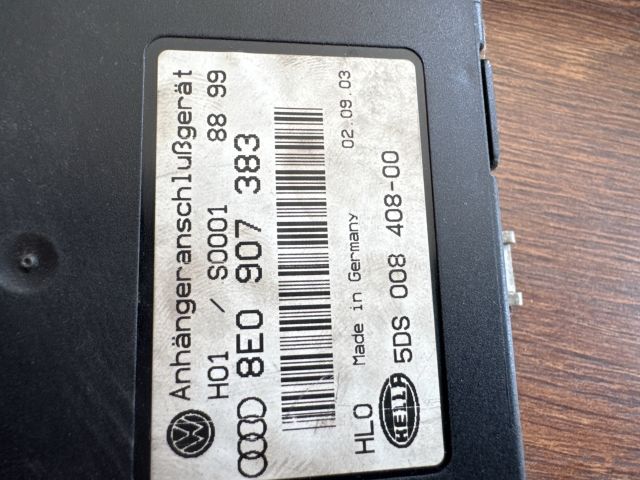 Anhängeranschlußgerät
H01 / S0001 88 99
8E0 907 383
HLO Made in Germany 02.09.03
HELLA 5DS 008 408-00